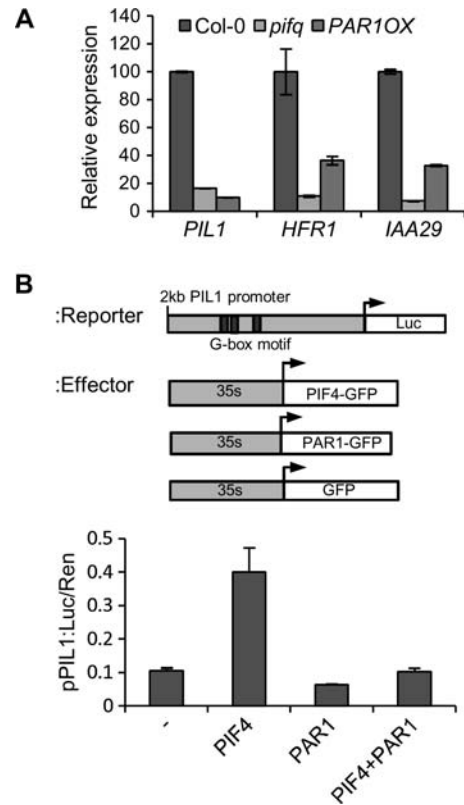 A
Col-0 pifq PAR1OX
Relative expression
140
120
100
80
60
40
20
0
PIL1 HFR1 IAA29
B
2kb PIL1 promoter
:Reporter
Luc
G-box motif
:Effector
35s PIF4-GFP
35s PAR1-GFP
35s GFP
pPIL1:Luc/Ren
0.5
0.4
0.3
0.2
0.1
0
- PIF4 PAR1 PIF4+PAR1